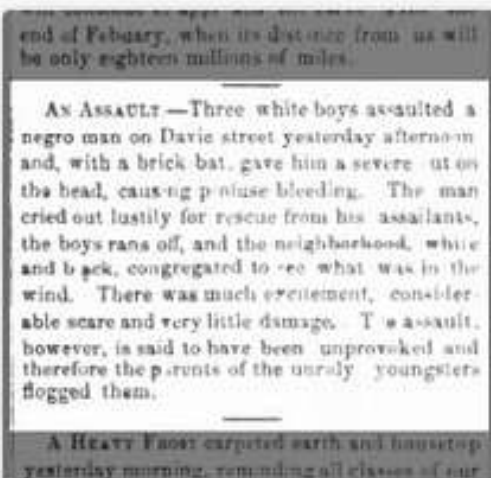 end of Febuary, when its distance from us will
be only eighteen millions of miles.
AN ASSAULT —Three white boys assaulted a
negro man on Davie street yesterday afternoon
and, with a brick bat, gave him a severe ut on
the head, causing profuse bleeding. The man
cried out lustily for rescue from his assailants,
the boys rans off, and the neighborhood, white
and black, congregated to see what was in the
wind. There was much excitement, consider-
able scare and very little damage. The assault,
however, is said to have been unprovoked and
therefore the parents of the unruly youngsters
flogged them.
A HEAVY FROST carpeted earth and housetop
yesterday morning, reminding all classes of our